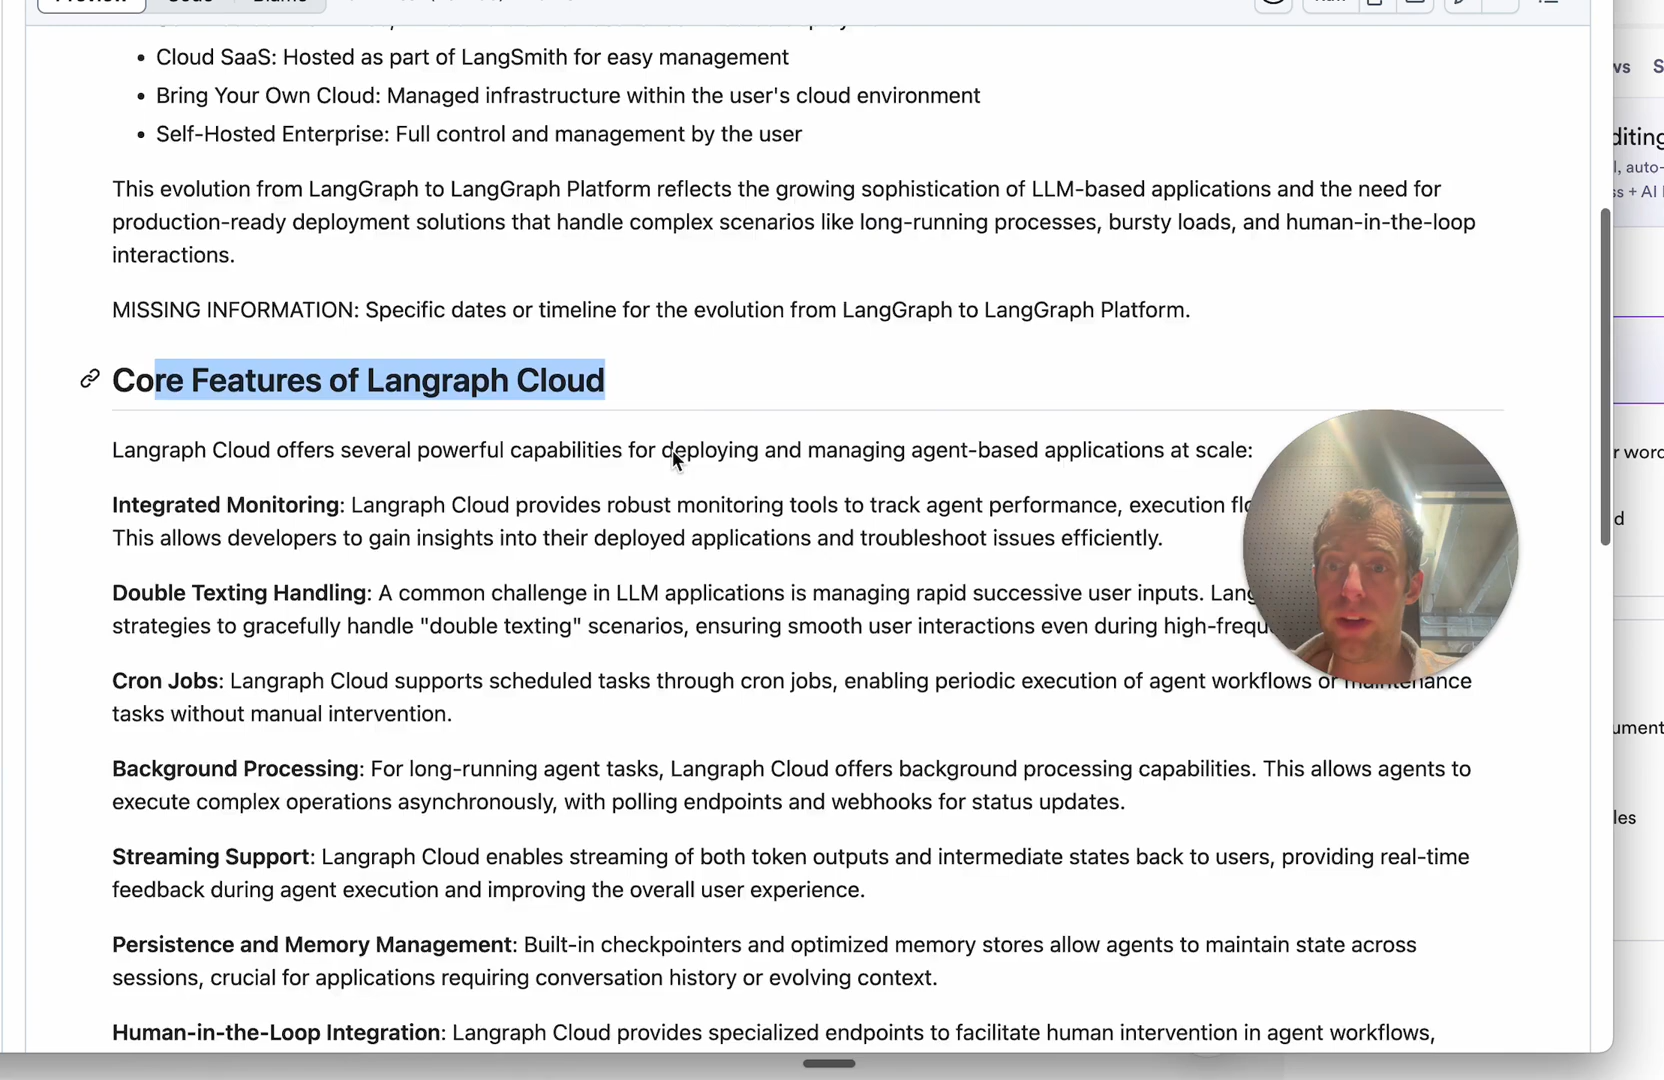 Cloud SaaS: Hosted as part of LangSmith for easy management
Bring Your Own Cloud: Managed infrastructure within the user's cloud environment
Self-Hosted Enterprise: Full control and management by the user
This evolution from LangGraph to LangGraph Platform reflects the growing sophistication of LLM-based applications and the need for
production-ready deployment solutions that handle complex scenarios like long-running processes, bursty loads, and human-in-the-loop
interactions.
MISSING INFORMATION: Specific dates or timeline for the evolution from LangGraph to LangGraph Platform.
Core Features of Langraph Cloud
Langraph Cloud offers several powerful capabilities for deploying and managing agent-based applications at scale:
Integrated Monitoring: Langraph Cloud provides robust monitoring tools to track agent performance, execution
This allows developers to gain insights into their deployed applications and troubleshoot issues efficiently.
Double Texting Handling: A common challenge in LLM applications is managing rapid successive user inputs.
strategies to gracefully handle "double texting" scenarios, ensuring smooth user interactions even during
Cron Jobs: Langraph Cloud supports scheduled tasks through cron jobs, enabling periodic execution of agent workflows or maintenance
tasks without manual intervention.
Background Processing: For long-running agent tasks, Langraph Cloud offers background processing capabilities. This allows agents to
execute complex operations asynchronously, with polling endpoints and webhooks for status updates.
Streaming Support: Langraph Cloud enables streaming of both token outputs and intermediate states back to users, providing real-time
feedback during agent execution and improving the overall user experience.
Persistence and Memory Management: Built-in checkpointers and optimized memory stores allow agents to maintain state across
sessions, crucial for applications requiring conversation history or evolving context.
Human-in-the-Loop Integration: Langraph Cloud provides specialized endpoints to facilitate human intervention in agent workflows,